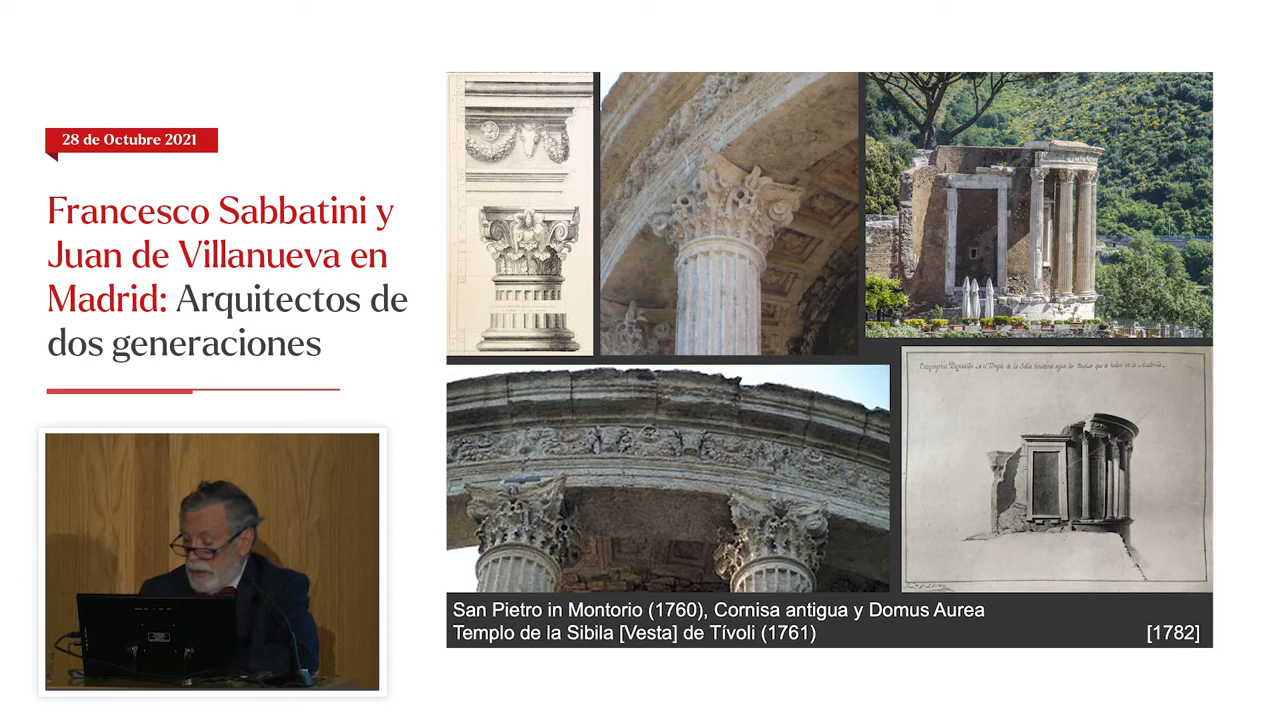 28 de Octubre 2021
Francesco Sabbatini y
Juan de Villanueva en
Madrid: Arquitectos de
dos generaciones
San Pietro in Montorio (1760), Cornisa antigua y Domus Aurea
Templo de la Sibila [Vesta] de Tívoli (1761)
[1782]